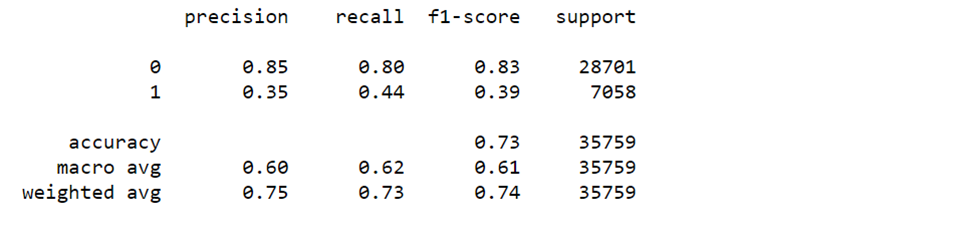 precision recall f1-score support
0 0.85 0.80 0.83 28701
1 0.35 0.44 0.39 7058
accuracy 0.73 35759
macro avg 0.60 0.62 0.61 35759
weighted avg 0.75 0.73 0.74 35759